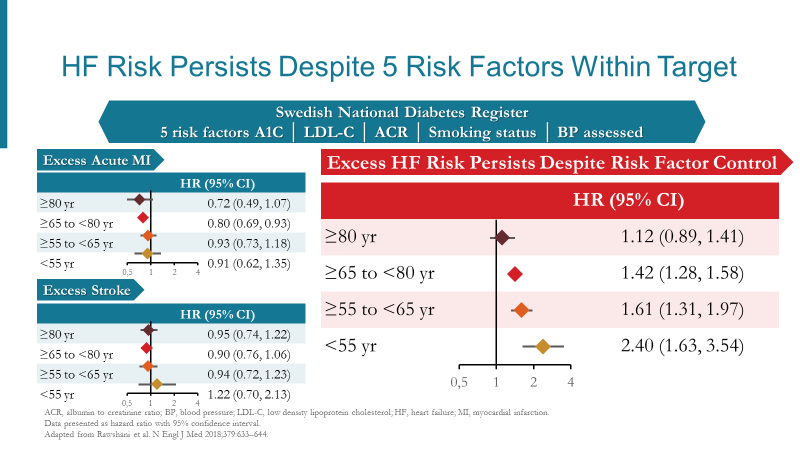 HF Risk Persists Despite 5 Risk Factors Within Target
Swedish National Diabetes Register
5 risk factors A1C | LDL-C | ACR | Smoking status | BP assessed
Excess Acute MI
HR (95% CI)
≥80 yr 0.72 (0.49, 1.07)
≥65 to <80 yr 0.80 (0.69, 0.93)
≥55 to <65 yr 0.93 (0.73, 1.18)
<55 yr 0.91 (0.62, 1.35)
0,5 1 2 4
Excess Stroke
HR (95% CI)
≥80 yr 0.95 (0.74, 1.22)
≥65 to <80 yr 0.90 (0.76, 1.06)
≥55 to <65 yr 0.94 (0.72, 1.23)
<55 yr 1.22 (0.70, 2.13)
0,5 1 2 4
Excess HF Risk Persists Despite Risk Factor Control
HR (95% CI)
≥80 yr 1.12 (0.89, 1.41)
≥65 to <80 yr 1.42 (1.28, 1.58)
≥55 to <65 yr 1.61 (1.31, 1.97)
<55 yr 2.40 (1.63, 3.54)
0,5 1 2 4
ACR, albumin to creatinine ratio; BP, blood pressure; LDL-C, low density lipoprotein cholesterol; HF, heart failure; MI, myocardial infarction.
Data presented as hazard ratio with 95% confidence interval.
Adapted from Rawshani et al. N Engl J Med 2018;379:633–644.